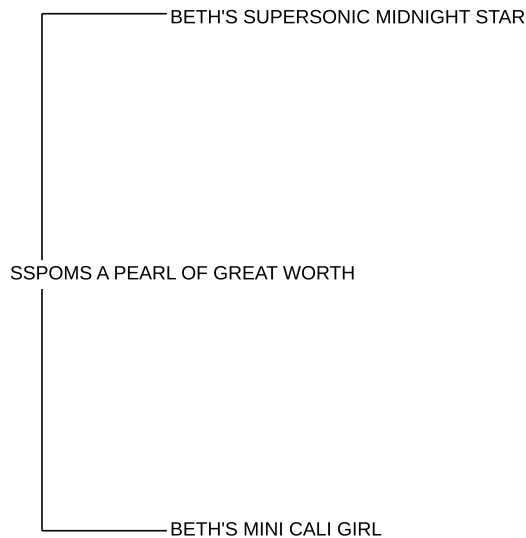 BETH'S SUPERSONIC MIDNIGHT STAR
SSPOMS A PEARL OF GREAT WORTH
BETH'S MINI CALI GIRL